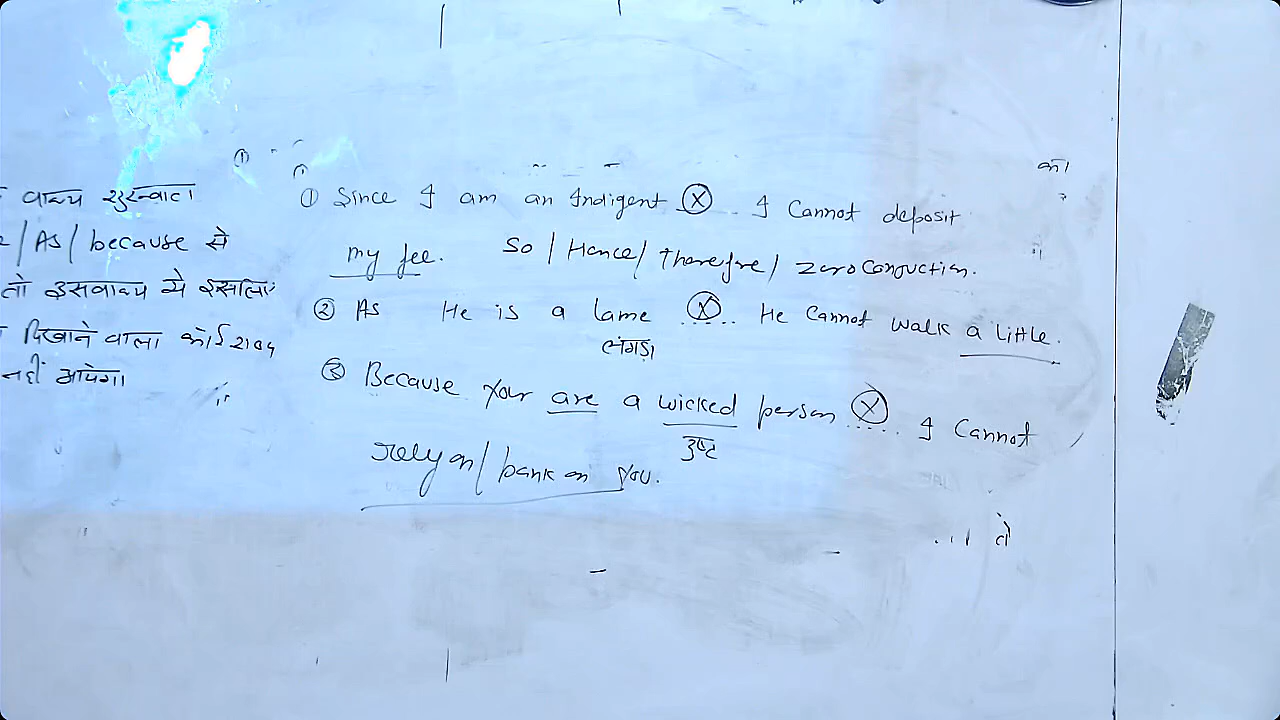 वाक्य शुरुवात
/ As / because से
तो इसवाक्य मे इसलिए
दिखाने वाला कोई शब्द
नहीं आयेगा
① Since I am an Indigent Ⓧ .. I Cannot deposit
my fee. So / Hence / therefore / zero Conjuction.
② As He is a lame Ⓧ ..... He Cannot walk a little.
लंगड़ा
③ Because Your are a wicked person Ⓧ ..... I Cannot
दुष्ट
rely on / bank on You.
का
तो